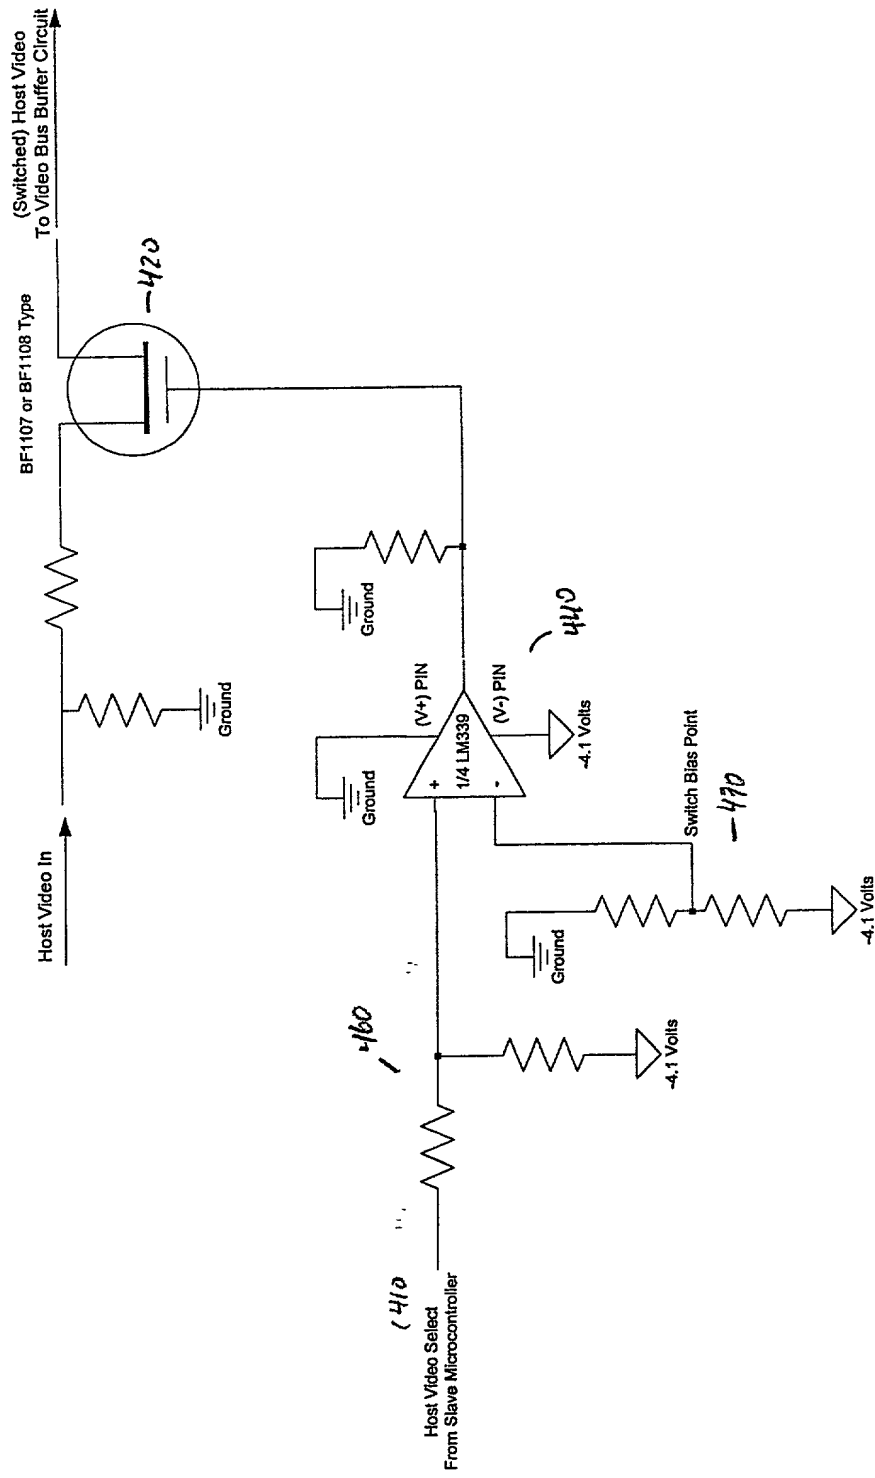 (Switched) Host Video
To Video Bus Buffer Circuit
BF1107 or BF1108 Type
420
Host Video In
Ground
Ground
Ground
(V+) PIN
1/4 LM339
+
-
(V-) PIN
-4.1 Volts
440
Switch Bias Point
470
Ground
-4.1 Volts
460
-4.1 Volts
410
Host Video Select
From Slave Microcontroller